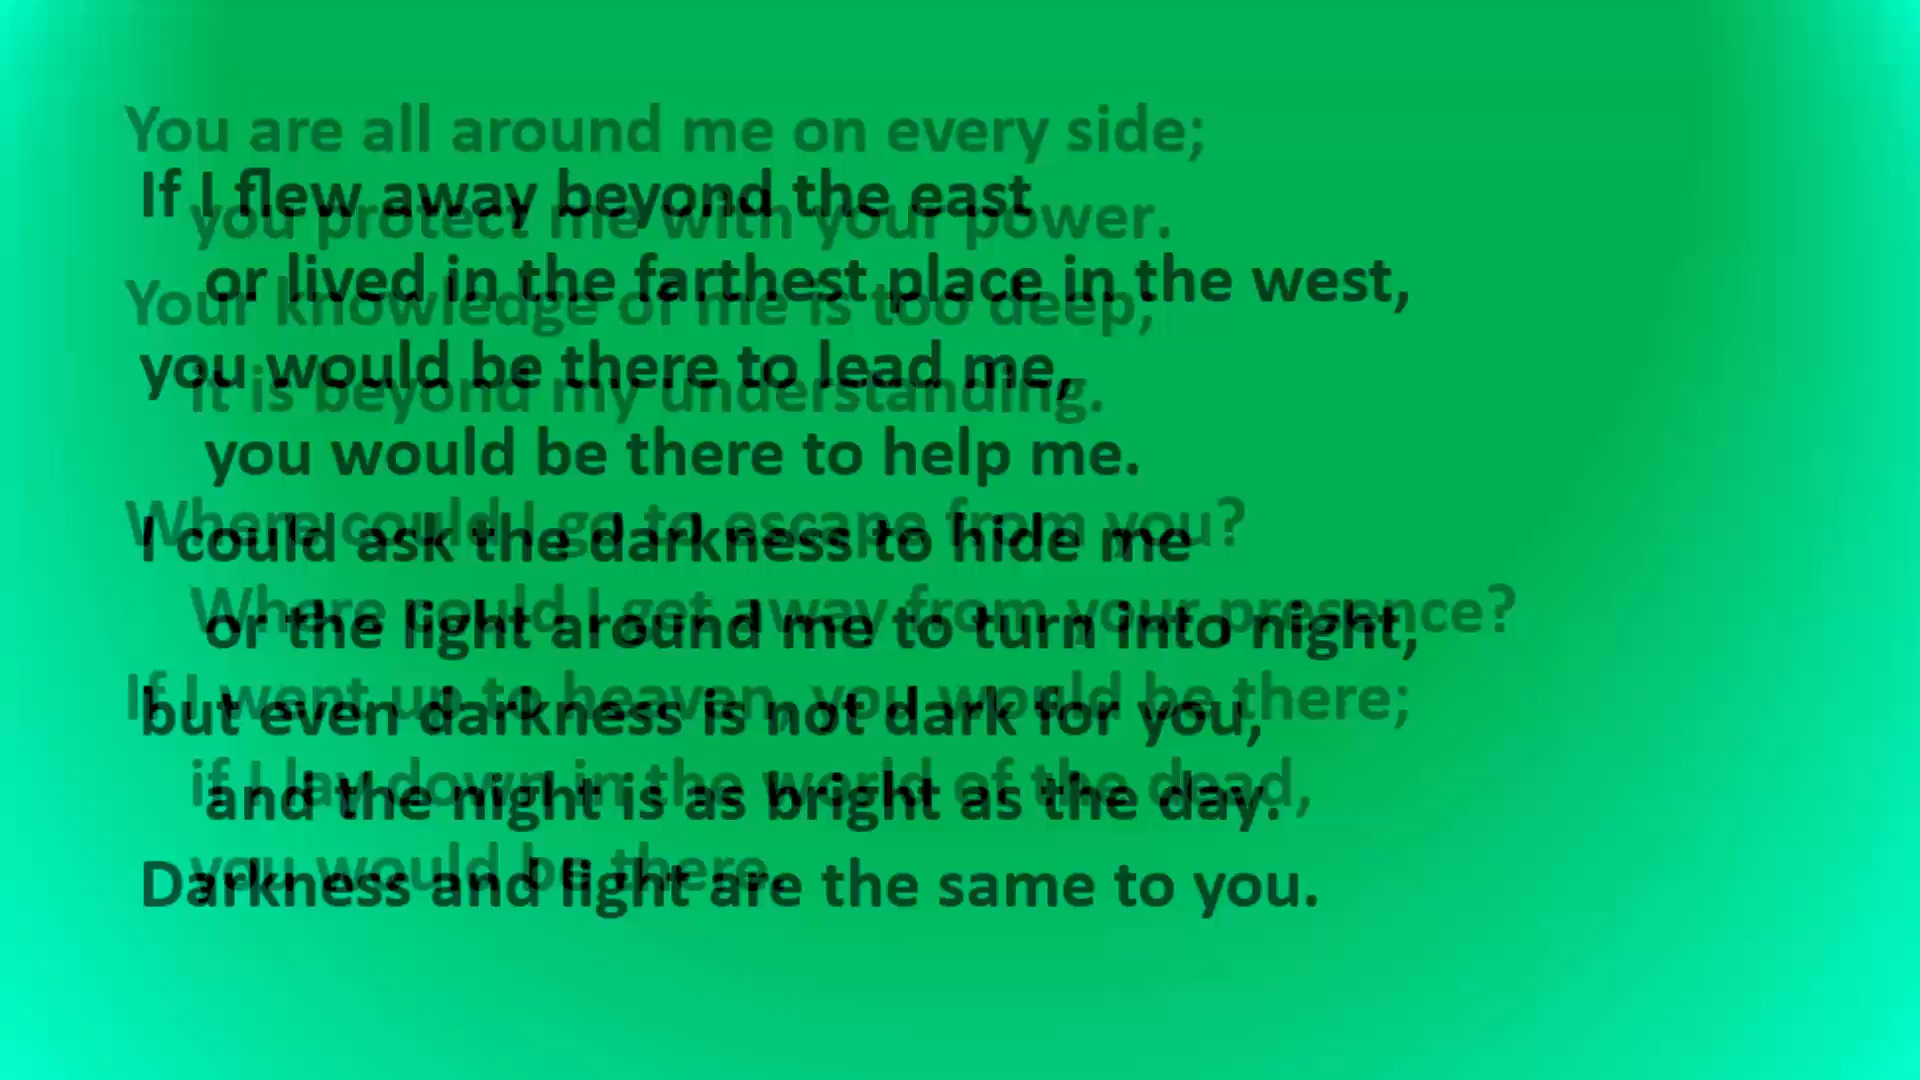 You are all around me on every side;
you protect me with your power.
Your knowledge of me is too deep;
it is beyond my understanding.
Where could I go to escape from you?
Where could I get away from your presence?
If I went up to heaven, you would be there;
if I lay down in the world of the dead,
you would be there.
If I flew away beyond the east
or lived in the farthest place in the west,
you would be there to lead me,
you would be there to help me.
I could ask the darkness to hide me
or the light around me to turn into night,
but even darkness is not dark for you,
and the night is as bright as the day.
Darkness and light are the same to you.